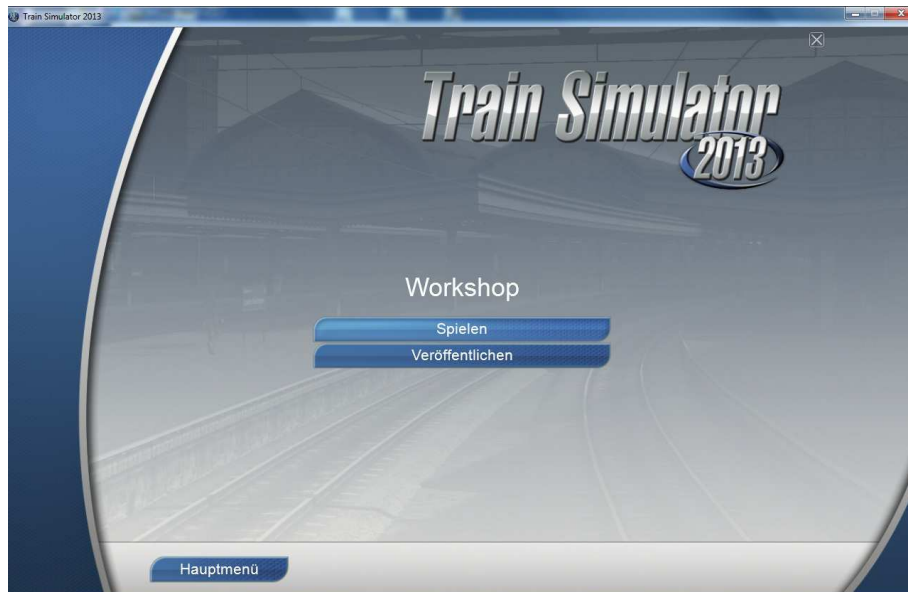 Train Simulator 2013
Train Simulator
2013
Workshop
Spielen
Veröffentlichen
Hauptmenü